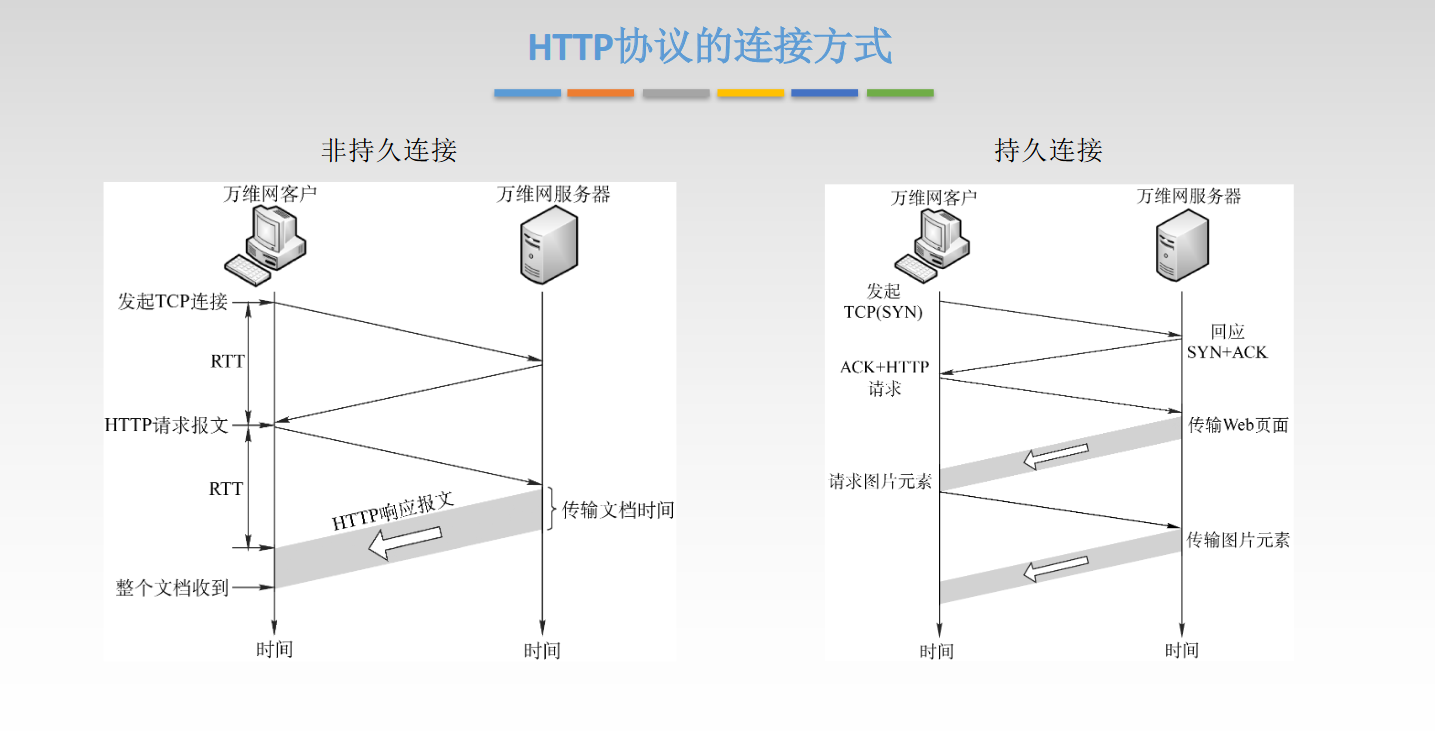 HTTP协议的连接方式
非持久连接
万维网客户
万维网服务器
发起TCP连接
RTT
HTTP请求报文
RTT
HTTP响应报文
传输文档时间
整个文档收到
时间
时间
持久连接
万维网客户
万维网服务器
发起
TCP(SYN)
回应
SYN+ACK
ACK+HTTP
请求
传输Web页面
请求图片元素
传输图片元素
时间
时间